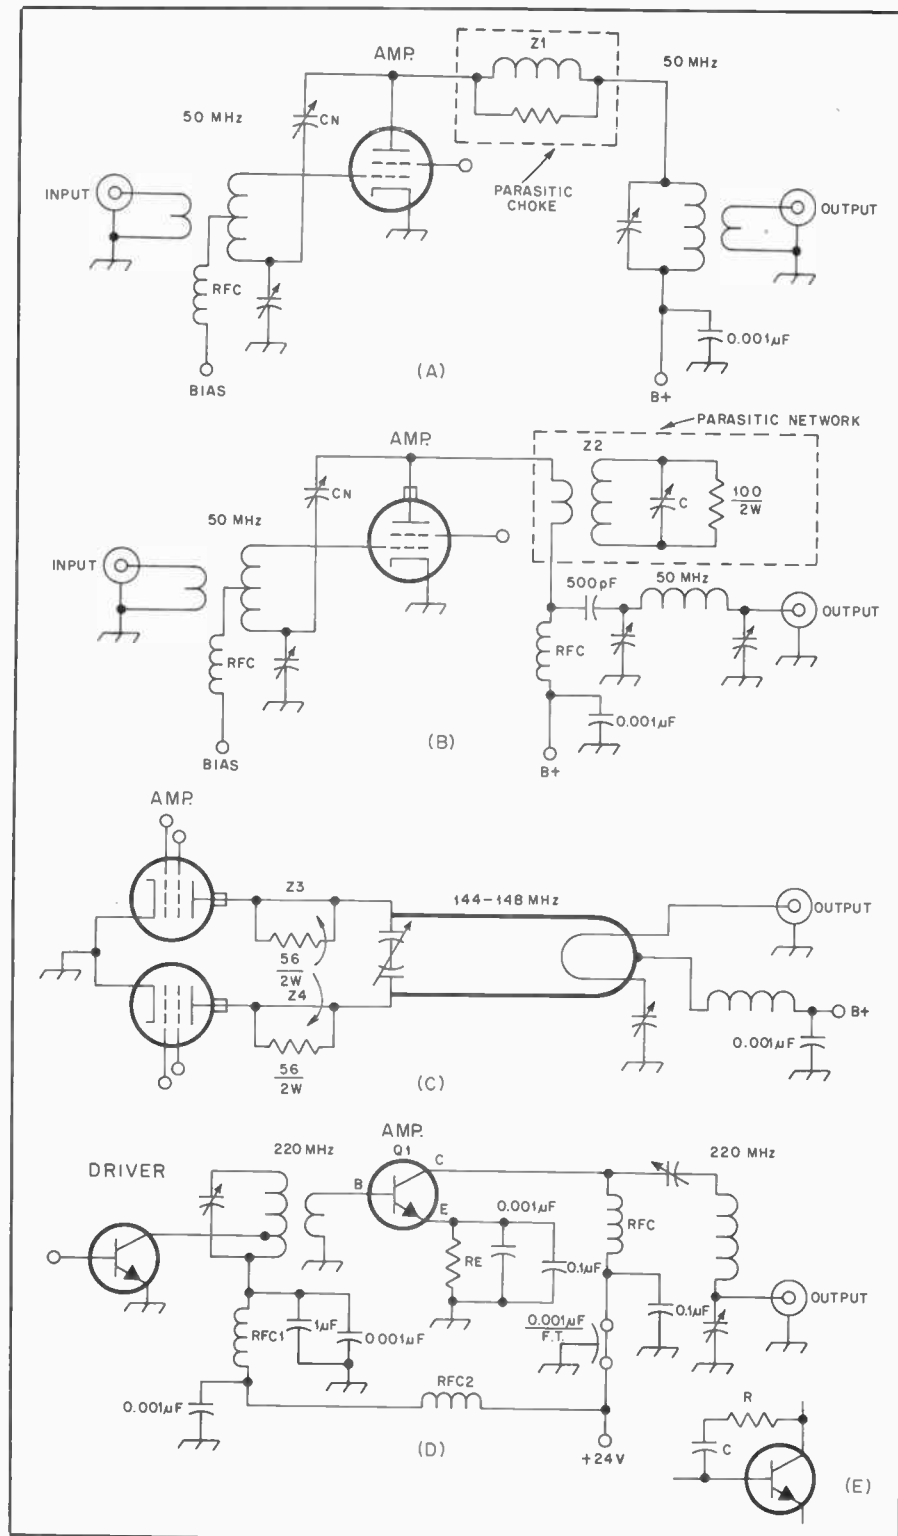 AMP.
Z1
50 MHz
50 MHz
CN
INPUT
PARASITIC
CHOKE
OUTPUT
RFC
BIAS
(A)
0.001µF
B+
PARASITIC NETWORK
AMP.
Z2
CN
50 MHz
C
100
2W
INPUT
500pF
50 MHz
OUTPUT
RFC
RFC
0.001µF
(B)
BIAS
B+
AMP.
Z3
144-148 MHz
OUTPUT
56
2W
Z4
B+
0.001µF
56
2W
(C)
AMP.
Q1
220 MHz
C
220 MHz
DRIVER
B
E
0.001µF
RFC
RE
0.1µF
RFC1
1µF
0.001µF
0.001µF
F.T.
0.1µF
OUTPUT
RFC2
R
0.001µF
C
(D)
+24V
(E)